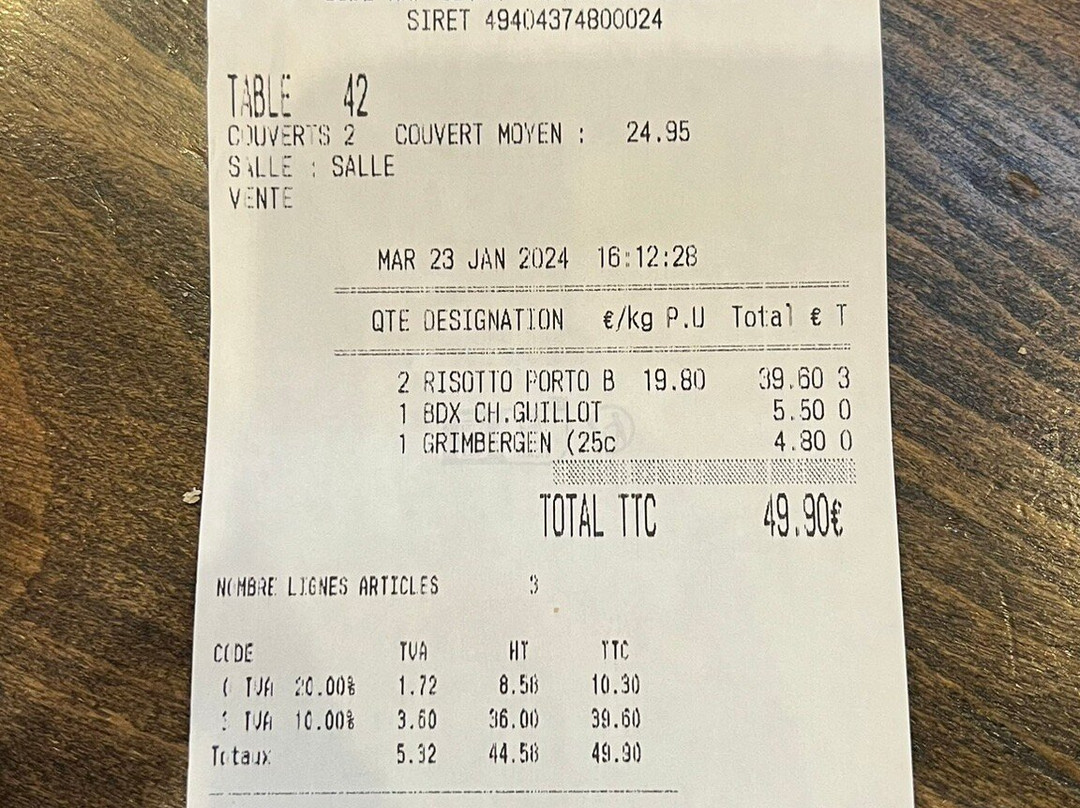 SIRET 49404374800024
TABLE 42
COUVERTS 2 COUVERT MOYEN : 24.95
SALLE : SALLE
VENTE
MAR 23 JAN 2024 16:12:28
QTE DESIGNATION €/kg P.U Total € T
2 RISOTTO PORTO B 19.80 39.60 3
1 BDX CH.GUILLOT 5.50 0
1 GRIMBERGEN (25c 4.80 0
TOTAL TTC 49.90€
NOMBRE LIGNES ARTICLES 3
CODE TVA HT TTC
0 TVA 20.00% 1.72 8.58 10.30
3 TVA 10.00% 3.60 36.00 39.60
Totaux 5.32 44.58 49.90